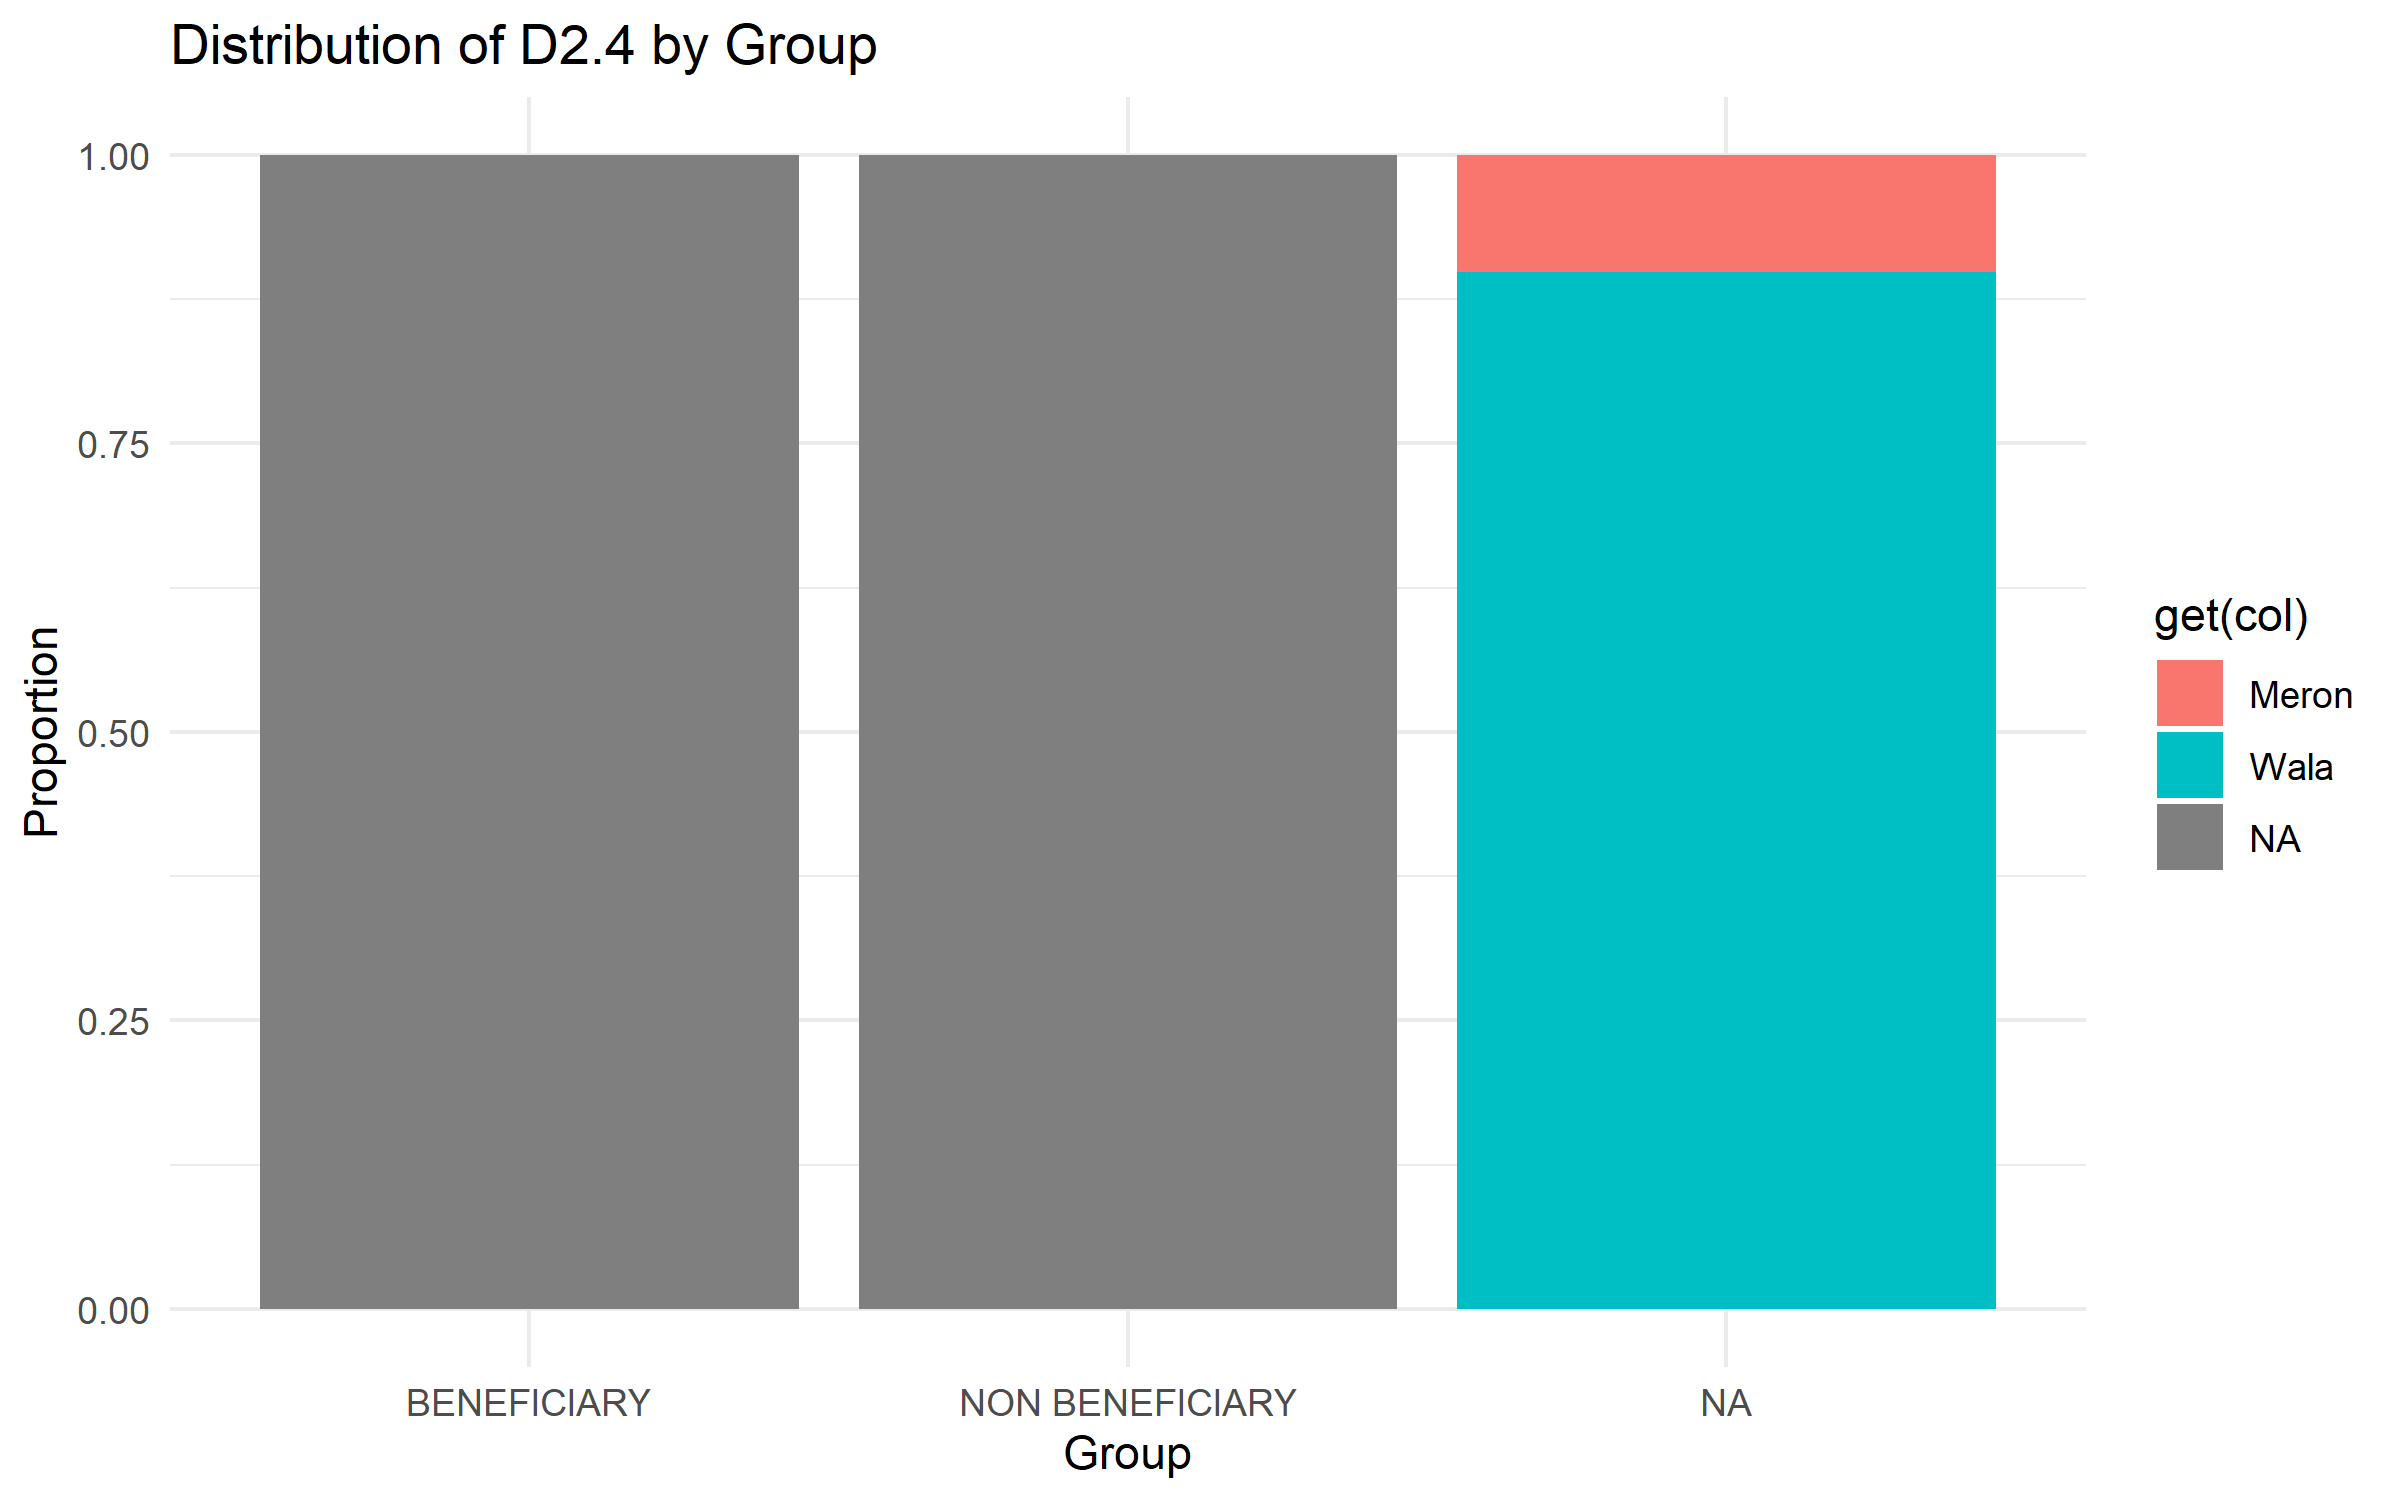 Distribution of D2.4 by Group
1.00
0.75
0.50
0.25
0.00
Proportion
BENEFICIARY
NON BENEFICIARY
NA
Group
get(col)
Meron
Wala
NA